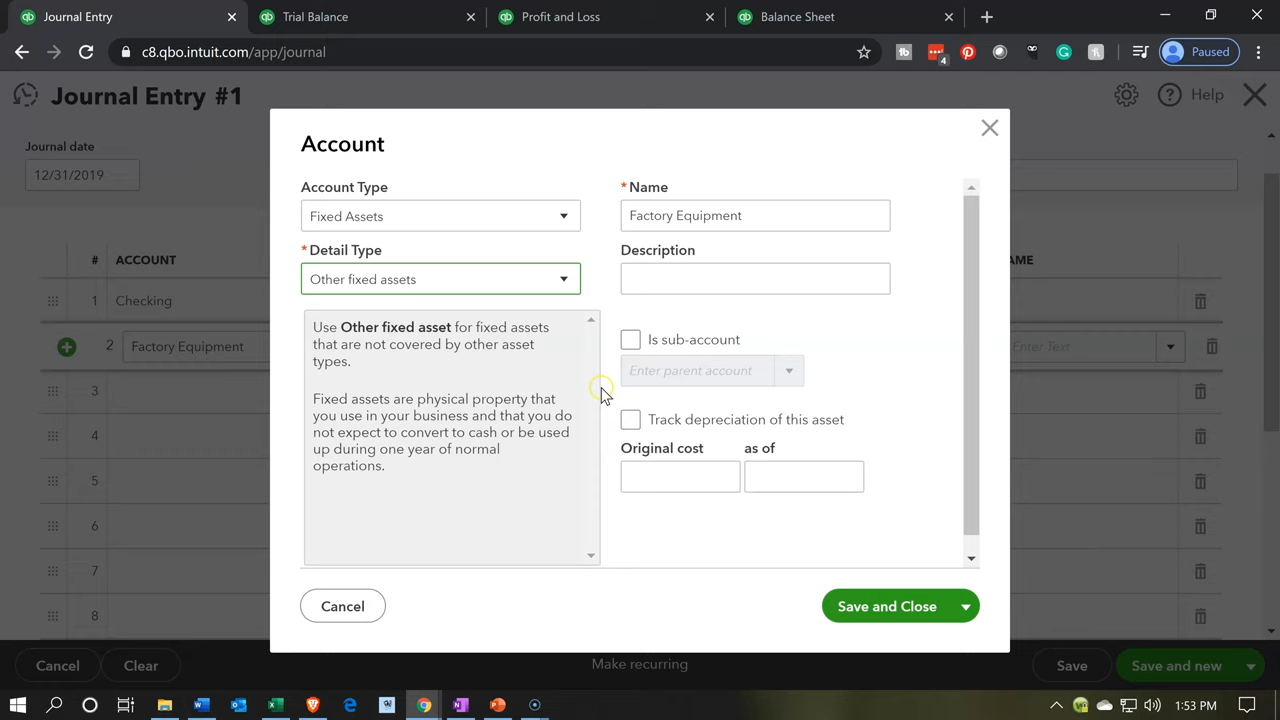 Journal Entry
Trial Balance
Profit and Loss
Balance Sheet
c8.qbo.intuit.com/app/journal
4
Paused
Journal Entry #1
Help
Journal date
12/31/2019
# ACCOUNT
AME
1 Checking
2 Factory Equipment
Enter Text
3
4
5
6
7
8
Account
Account Type
Fixed Assets
*Name
Factory Equipment
*Detail Type
Other fixed assets
Description
Use Other fixed asset for fixed assets
that are not covered by other asset
types.
Fixed assets are physical property that
you use in your business and that you do
not expect to convert to cash or be used
up during one year of normal
operations.
Is sub-account
Enter parent account
Track depreciation of this asset
Original cost as of
Cancel
Save and Close
Cancel
Clear
Make recurring
Save
Save and new
1:53 PM